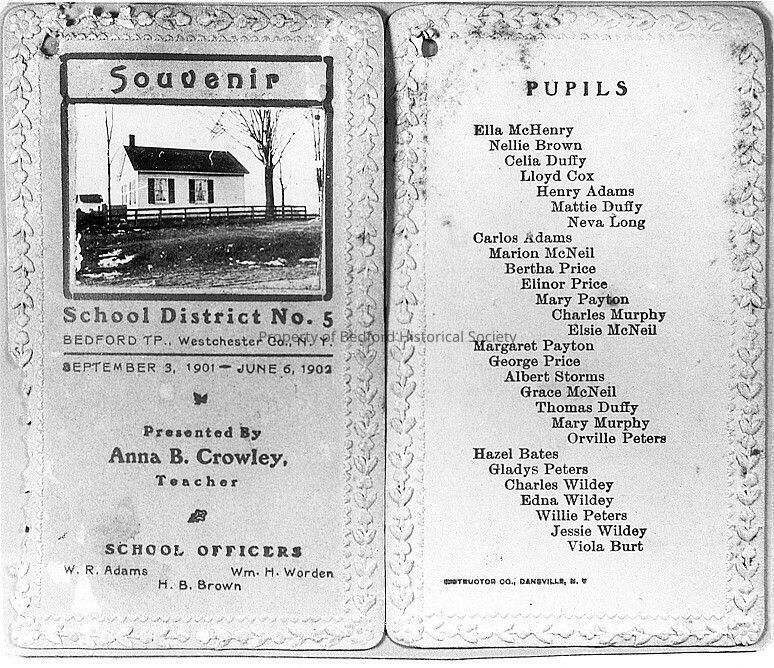 Souvenir
School District No. 5
BEDFORD TP., Westchester Co., N. Y.
SEPTEMBER 3, 1901 — JUNE 6, 1902
Presented By
Anna B. Crowley,
Teacher
SCHOOL OFFICERS
W. R. Adams Wm. H. Worden
H. B. Brown
PUPILS
Ella McHenry
Nellie Brown
Celia Duffy
Lloyd Cox
Henry Adams
Mattie Duffy
Neva Long
Carlos Adams
Marion McNeil
Bertha Price
Elinor Price
Mary Payton
Charles Murphy
Elsie McNeil
Margaret Payton
George Price
Albert Storms
Grace McNeil
Thomas Duffy
Mary Murphy
Orville Peters
Hazel Bates
Gladys Peters
Charles Wildey
Edna Wildey
Willie Peters
Jessie Wildey
Viola Burt
INSTRUCTOR CO., DANSVILLE, N. Y
Property of Bedford Historical Society